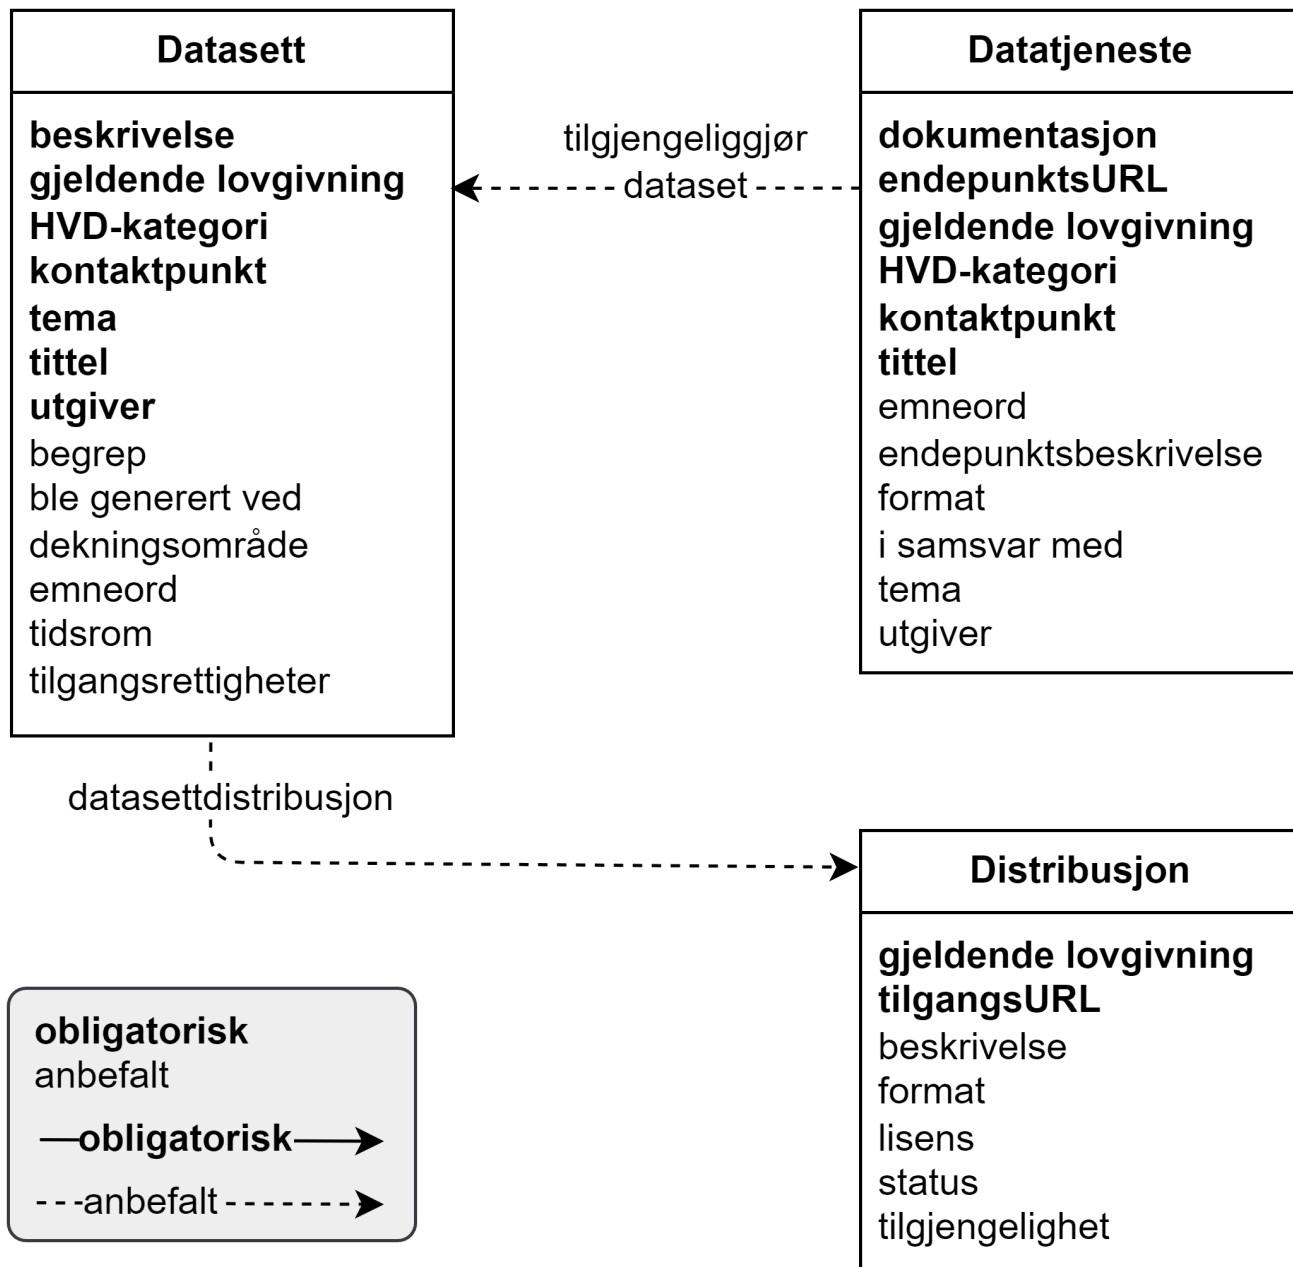 Datasett
beskrivelse
gjeldende lovgivning
HVD-kategori
kontaktpunkt
tema
tittel
utgiver
begrep
ble generert ved
dekningsområde
emneord
tidsrom
tilgangsrettigheter
tilgjengeliggjør
dataset
Datatjeneste
dokumentasjon
endepunktsURL
gjeldende lovgivning
HVD-kategori
kontaktpunkt
tittel
emneord
endepunktsbeskrivelse
format
i samsvar med
tema
utgiver
datasettdistribusjon
Distribusjon
gjeldende lovgivning
tilgangsURL
beskrivelse
format
lisens
status
tilgjengelighet
obligatorisk
anbefalt
obligatorisk
anbefalt